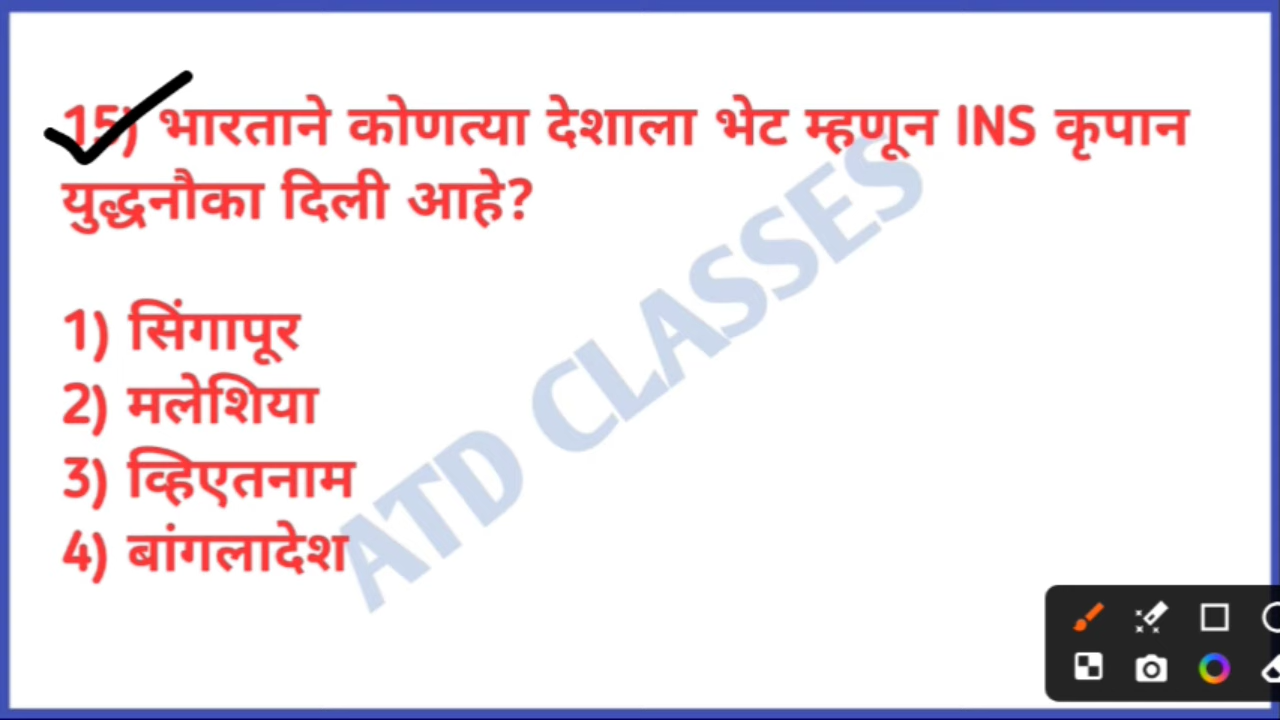 15) भारताने कोणत्या देशाला भेट म्हणून INS कृपान
युद्धनौका दिली आहे?
1) सिंगापूर
2) मलेशिया
3) व्हिएतनाम
4) बांगलादेश
ATD CLASSES